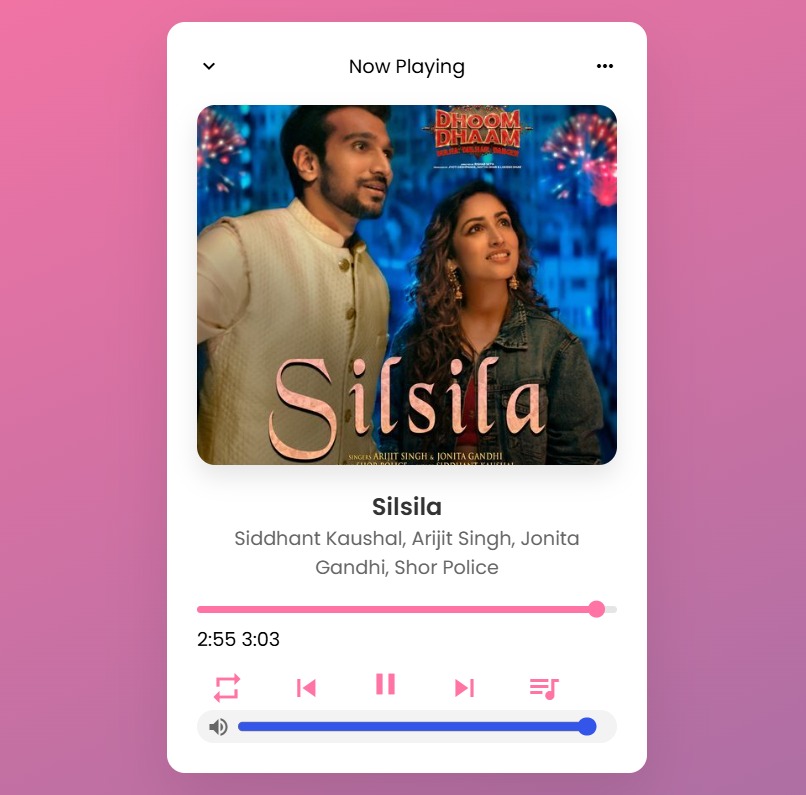 Now Playing
DHOOM
DHAAM
Silsila
SINGERS ARIJIT SINGH & JONITA GANDHI
Silsila
Siddhant Kaushal, Arijit Singh, Jonita
Gandhi, Shor Police
2:55 3:03